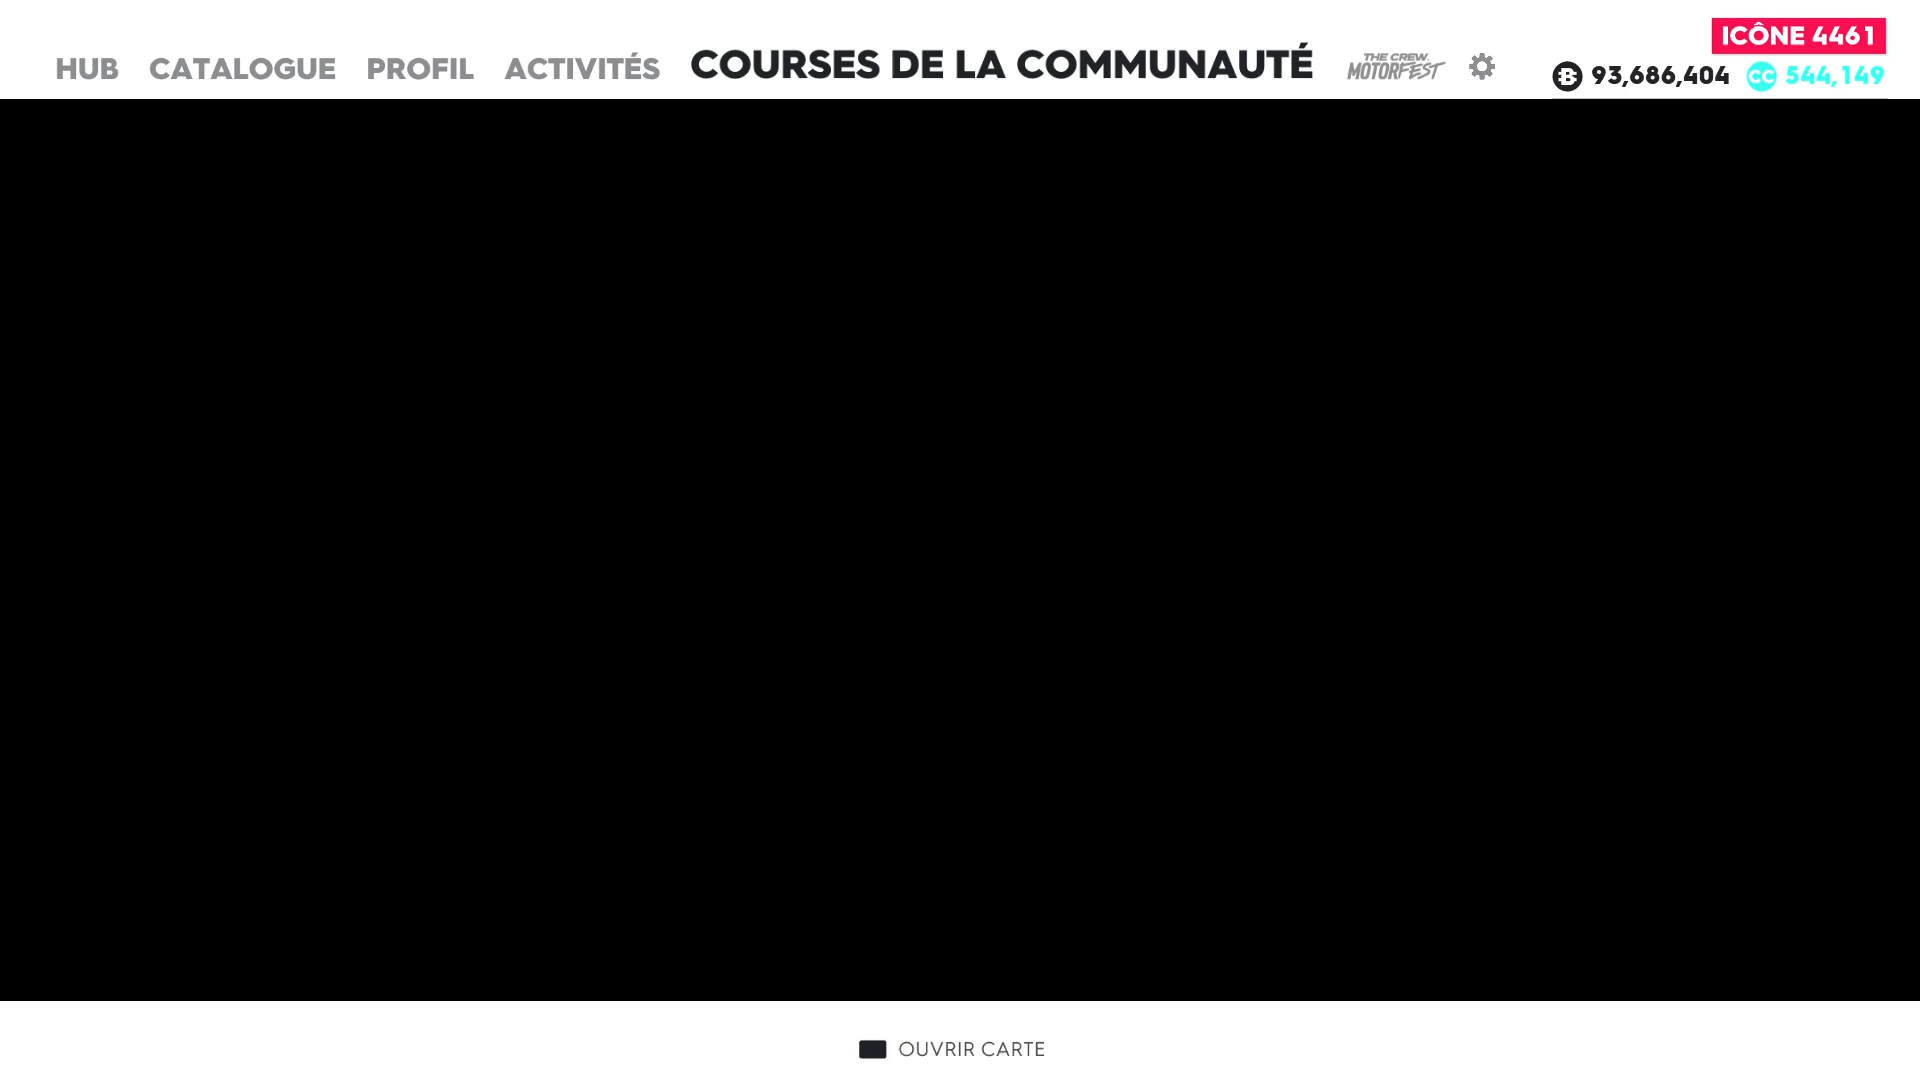 ICÔNE 4461
HUB CATALOGUE PROFIL ACTIVITÉS COURSES DE LA COMMUNAUTÉ THE CREW MOTORFEST
93,686,404 CC 544,149
OUVRIR CARTE